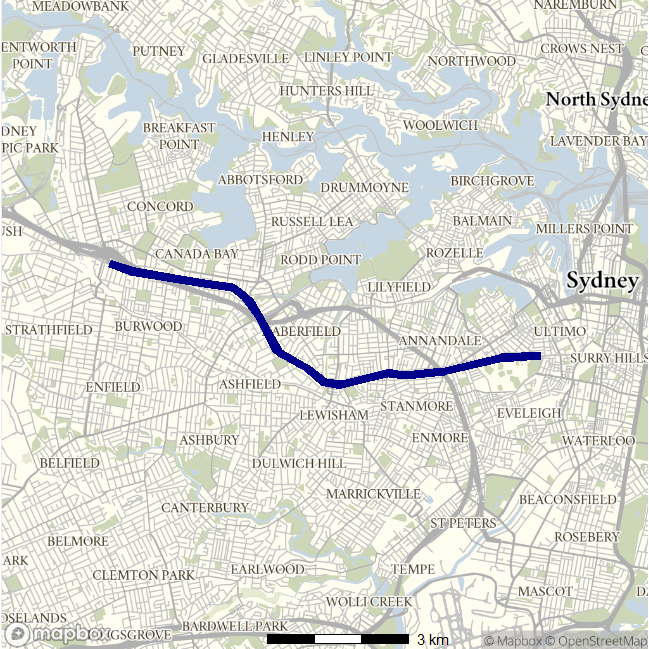 MEADOWBANK
NAREMBURN
ENTWORTH
POINT
PUTNEY
GLADESVILLE
LINLEY POINT
NORTHWOOD
CROWS NEST
HUNTERS HILL
North Sydne
DNEY
PIC PARK
BREAKFAST
POINT
HENLEY
WOOLWICH
LAVENDER BAY
ABBOTSFORD
DRUMMOYNE
BIRCHGROVE
CONCORD
RUSSELL LEA
BALMAIN
MILLERS POINT
USH
CANADA BAY
RODD POINT
ROZELLE
LILYFIELD
Sydney
STRATHFIELD
BURWOOD
ABERFIELD
ANNANDALE
ULTIMO
SURRY HILLS
ENFIELD
ASHFIELD
LEWISHAM
STANMORE
EVELEIGH
ASHBURY
ENMORE
WATERLOO
BELFIELD
DULWICH HILL
MARRICKVILLE
BEACONSFIELD
CANTERBURY
ST PETERS
ROSEBERY
BELMORE
ARK
CLEMTON PARK
EARLWOOD
TEMPE
MASCOT
DA
OSELANDS
WOLLI CREEK
BARDWELL PARK
mapbox
GSGROVE
3 km
© Mapbox © OpenStreetMap